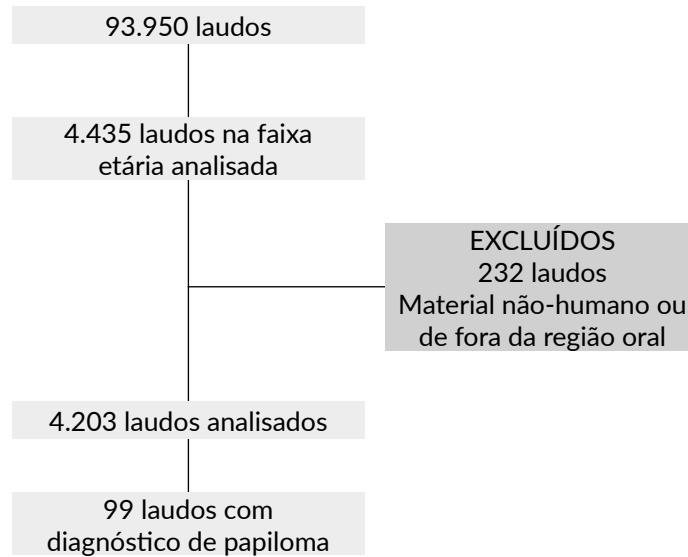 93.950 laudos
4.435 laudos na faixa
etária analisada
EXCLUÍDOS
232 laudos
Material não-humano ou
de fora da região oral
4.203 laudos analisados
99 laudos com
diagnóstico de papiloma